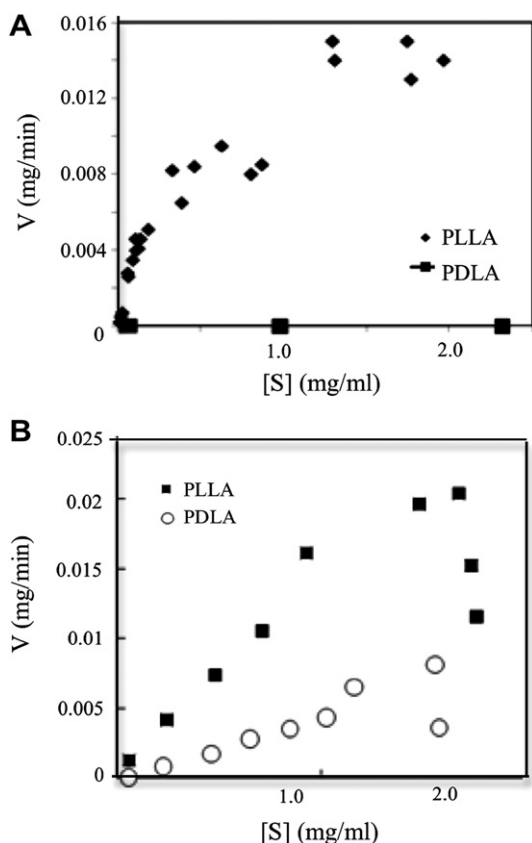 A
V (mg/min)
0.016
0.012
0.008
0.004
0
PLLA
PDLA
1.0 2.0
[S] (mg/ml)
B
V (mg/min)
0.025
0.02
0.015
0.01
0.005
0
PLLA
PDLA
1.0 2.0
[S] (mg/ml)